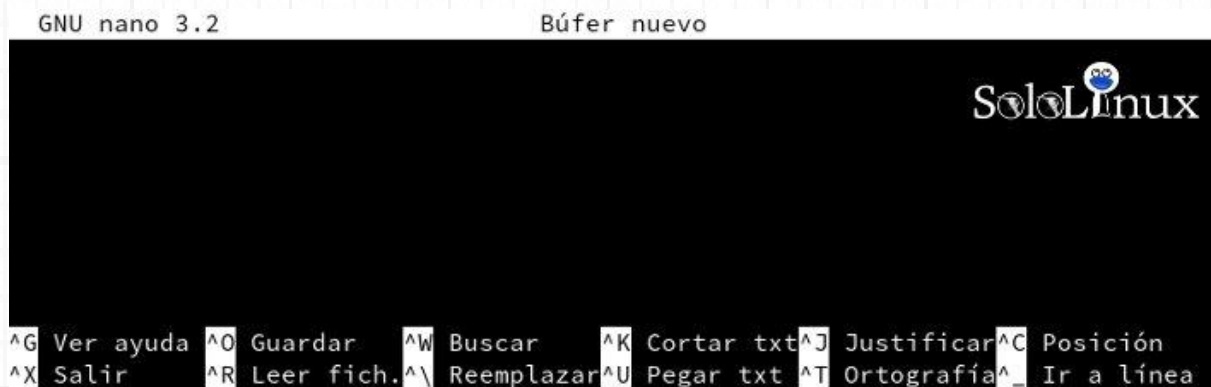 GNU nano 3.2 Búfer nuevo
SoloLinux
^G Ver ayuda ^O Guardar ^W Buscar ^K Cortar txt ^J Justificar ^C Posición
^X Salir ^R Leer fich. ^\ Reemplazar ^U Pegar txt ^T Ortografía ^_ Ir a línea